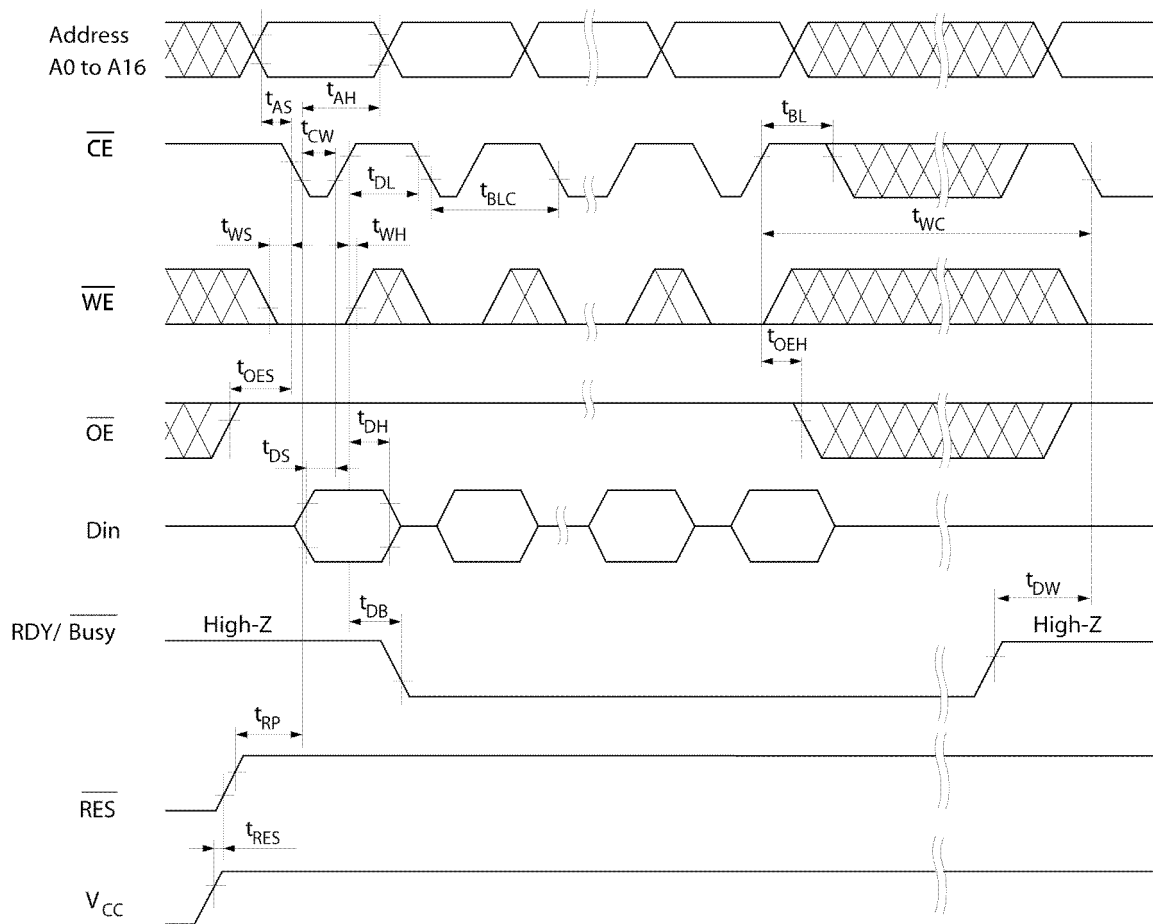 Address
A0 to A16
tAH
tAS
tCW
tBL
CE
tDL
tBLC
tWC
tWS
tWH
WE
tOEH
tOES
OE
tDH
tDS
Din
tDW
tDB
RDY/ Busy
High-Z
High-Z
tRP
RES
tRES
VCC